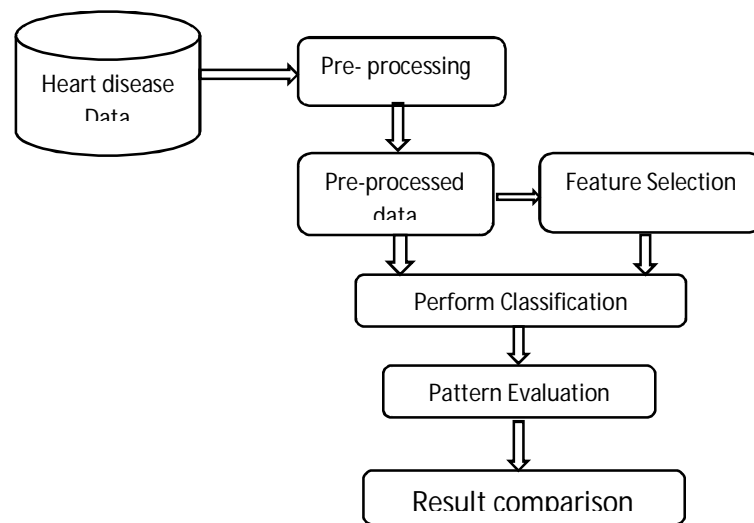 Heart disease
Data
Pre- processing
Pre-processed
data
Feature Selection
Perform Classification
Pattern Evaluation
Result comparison